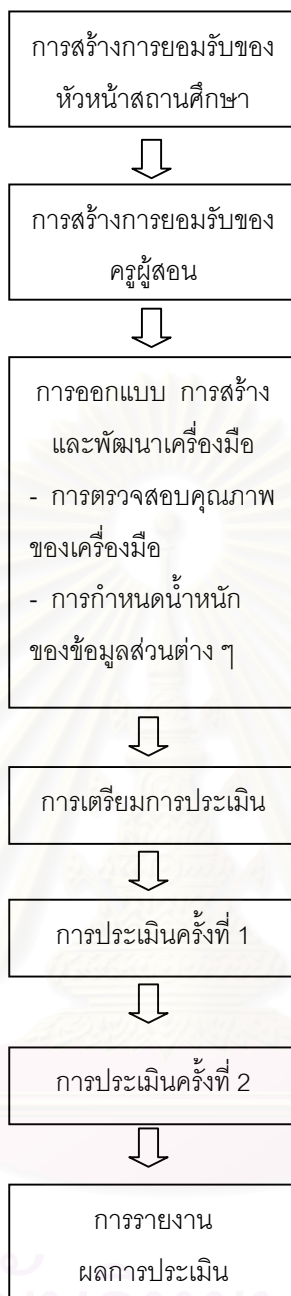 การสร้างการยอมรับของ
หัวหน้าสถานศึกษา
การสร้างการยอมรับของ
ครูผู้สอน
การออกแบบ การสร้าง
และพัฒนาเครื่องมือ
- การตรวจสอบคุณภาพ
ของเครื่องมือ
- การกำหนดน้ำหนัก
ของข้อมูลส่วนต่าง ๆ
การเตรียมการประเมิน
การประเมินครั้งที่ 1
การประเมินครั้งที่ 2
การรายงาน
ผลการประเมิน